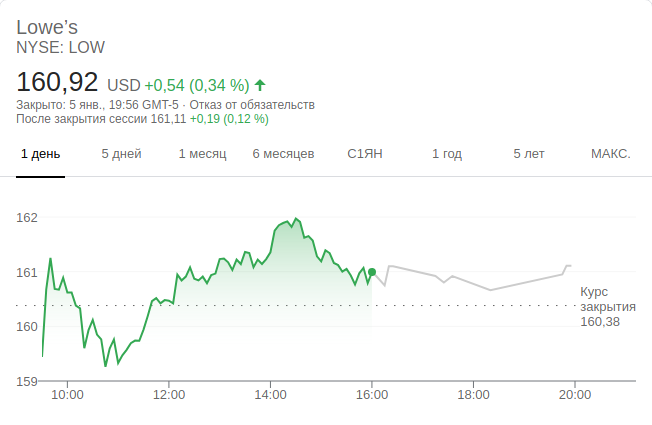 Lowe's
NYSE: LOW
160,92 USD +0,54 (0,34 %)
Закрыто: 5 янв., 19:56 GMT-5 · Отказ от обязательств
После закрытия сессии 161,11 +0,19 (0,12 %)
1 день 5 дней 1 месяц 6 месяцев С1ЯН 1 год 5 лет МАКС.
162
161
Курс
закрытия
160,38
160
159
10:00 12:00 14:00 16:00 18:00 20:00